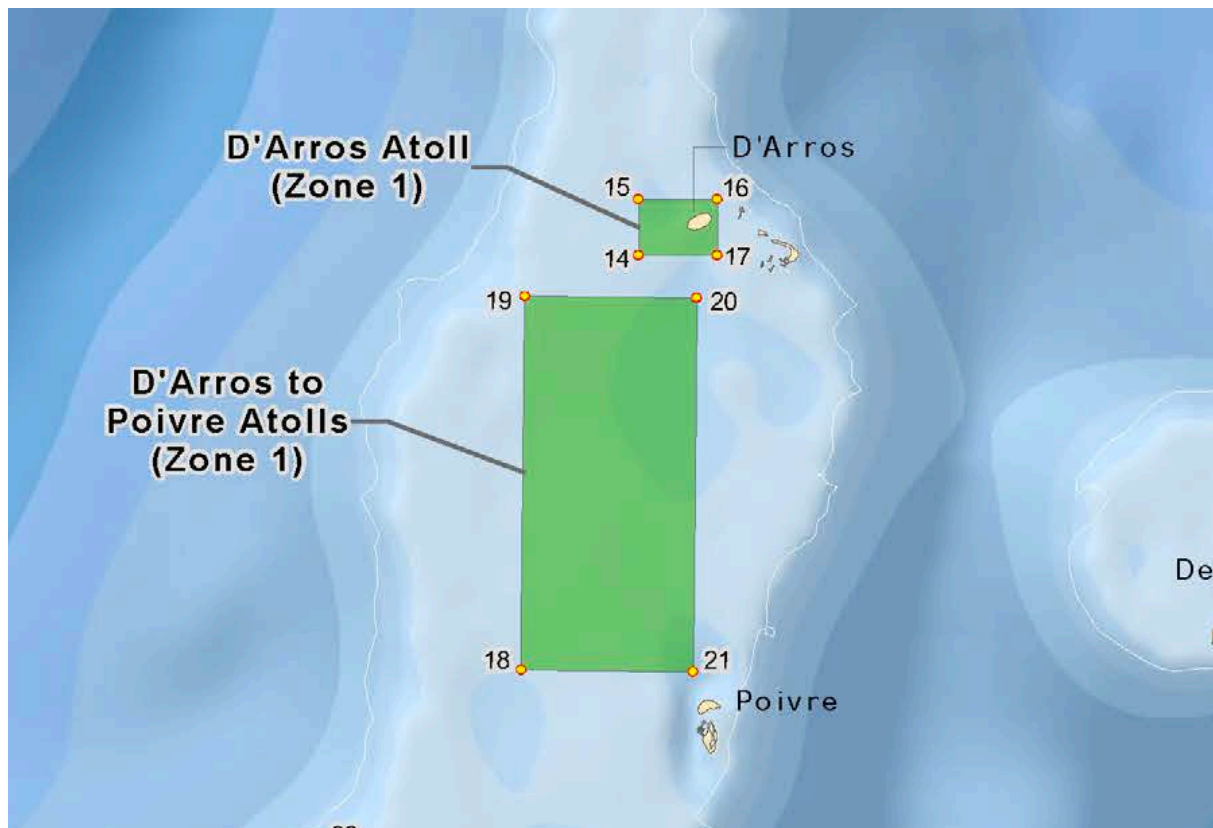 D'Arros Atoll
(Zone 1)
D'Arros
15
16
14
17
19
20
D'Arros to
Poivre Atolls
(Zone 1)
De
18
21
Poivre